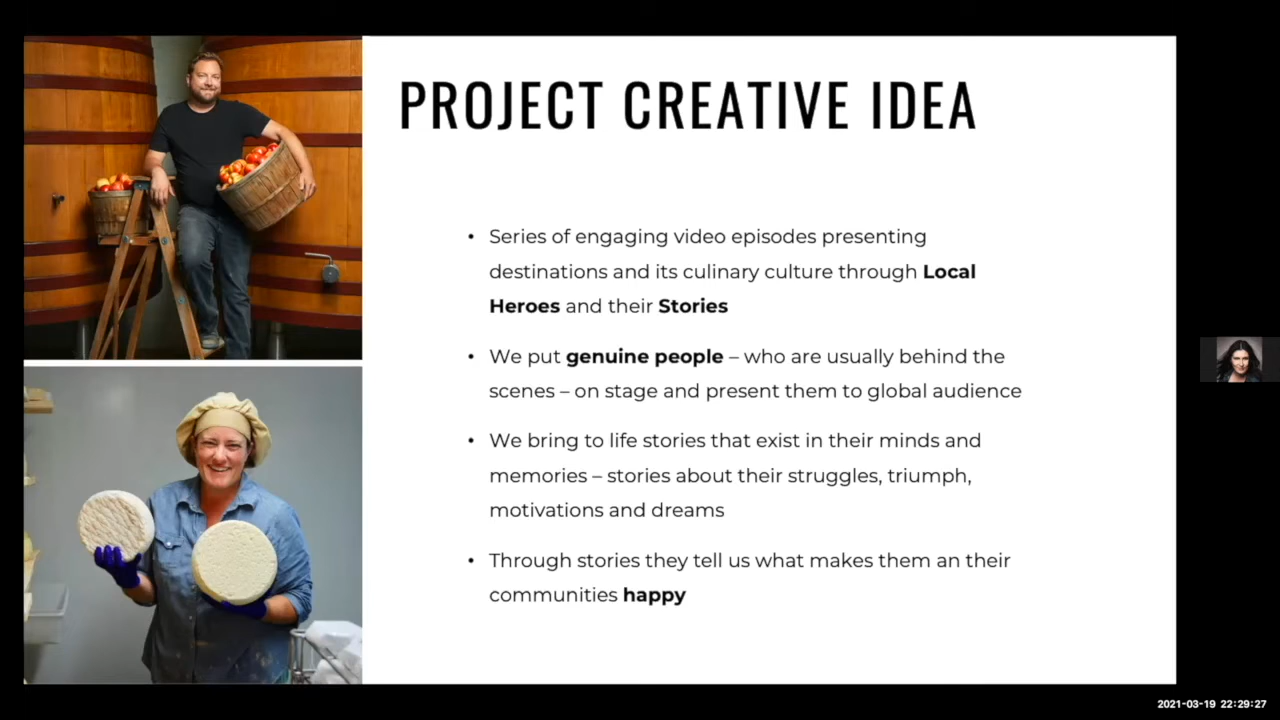 PROJECT CREATIVE IDEA
• Series of engaging video episodes presenting
destinations and its culinary culture through Local
Heroes and their Stories
• We put genuine people – who are usually behind the
scenes – on stage and present them to global audience
• We bring to life stories that exist in their minds and
memories – stories about their struggles, triumph,
motivations and dreams
• Through stories they tell us what makes them an their
communities happy
2021-03-19 22:29:27